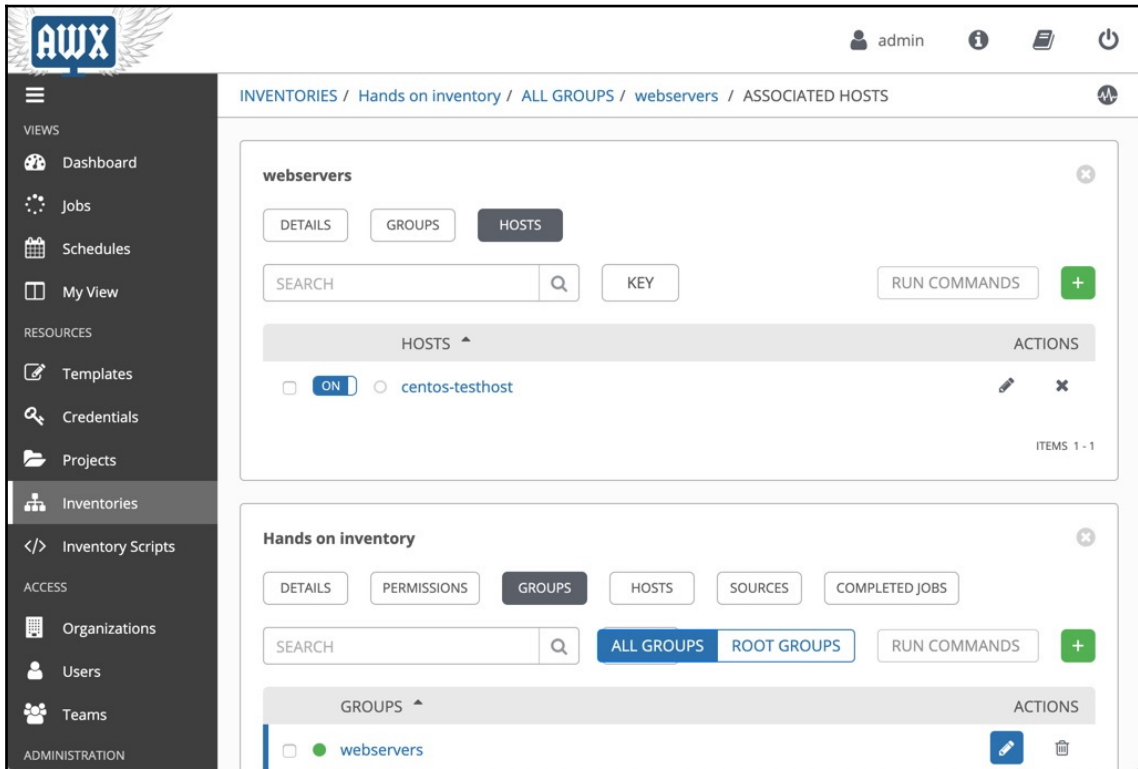 AWX
admin
INVENTORIES / Hands on inventory / ALL GROUPS / webservers / ASSOCIATED HOSTS
VIEWS
Dashboard
Jobs
Schedules
My View
RESOURCES
Templates
Credentials
Projects
Inventories
Inventory Scripts
ACCESS
Organizations
Users
Teams
ADMINISTRATION
webservers
DETAILS GROUPS HOSTS
SEARCH KEY RUN COMMANDS +
HOSTS ACTIONS
ON centos-testhost
ITEMS 1 - 1
Hands on inventory
DETAILS PERMISSIONS GROUPS HOSTS SOURCES COMPLETED JOBS
SEARCH ALL GROUPS ROOT GROUPS RUN COMMANDS +
GROUPS ACTIONS
webservers